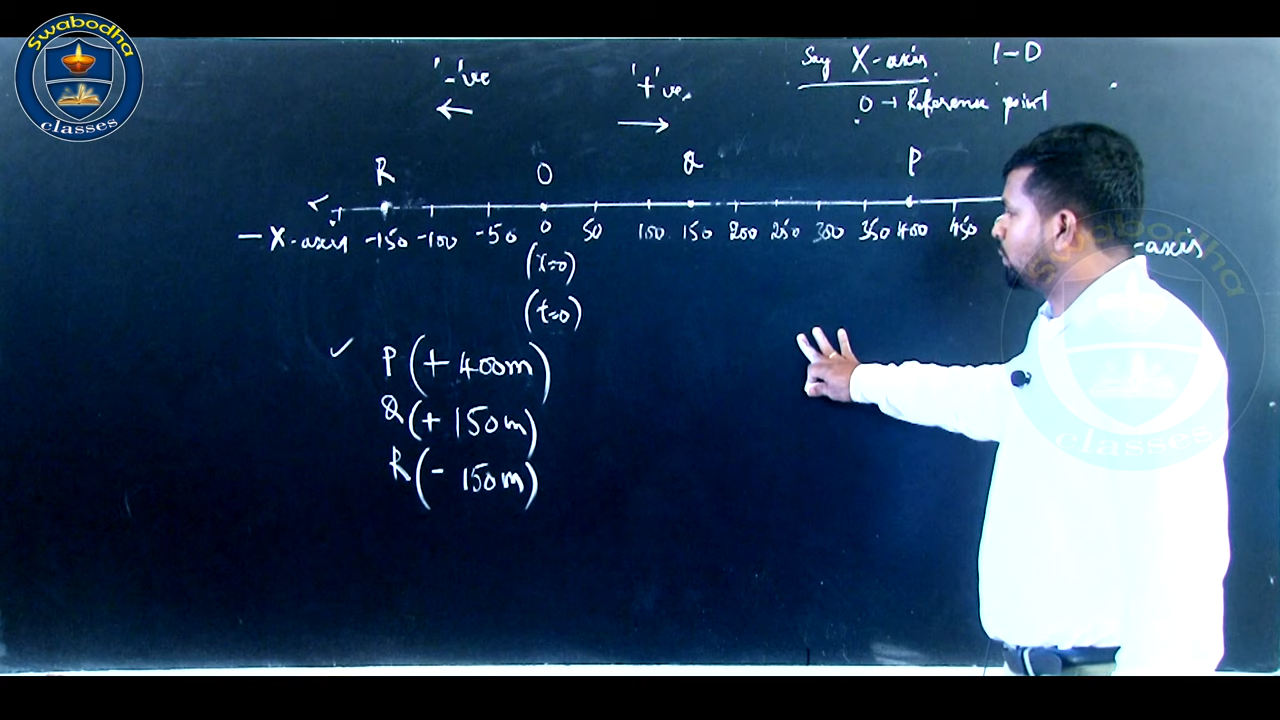 Swabodha
classes
'-'ve
'+'ve
Say X-axis 1-D
O → Reference point
R O Q P
- X-axis -150 -100 -50 0 50 100 150 200 250 300 350 400 450 -axis
(x=0)
(t=0)
✓ P (+ 400m)
Q (+ 150m)
R (- 150m)
Swabodha
classes